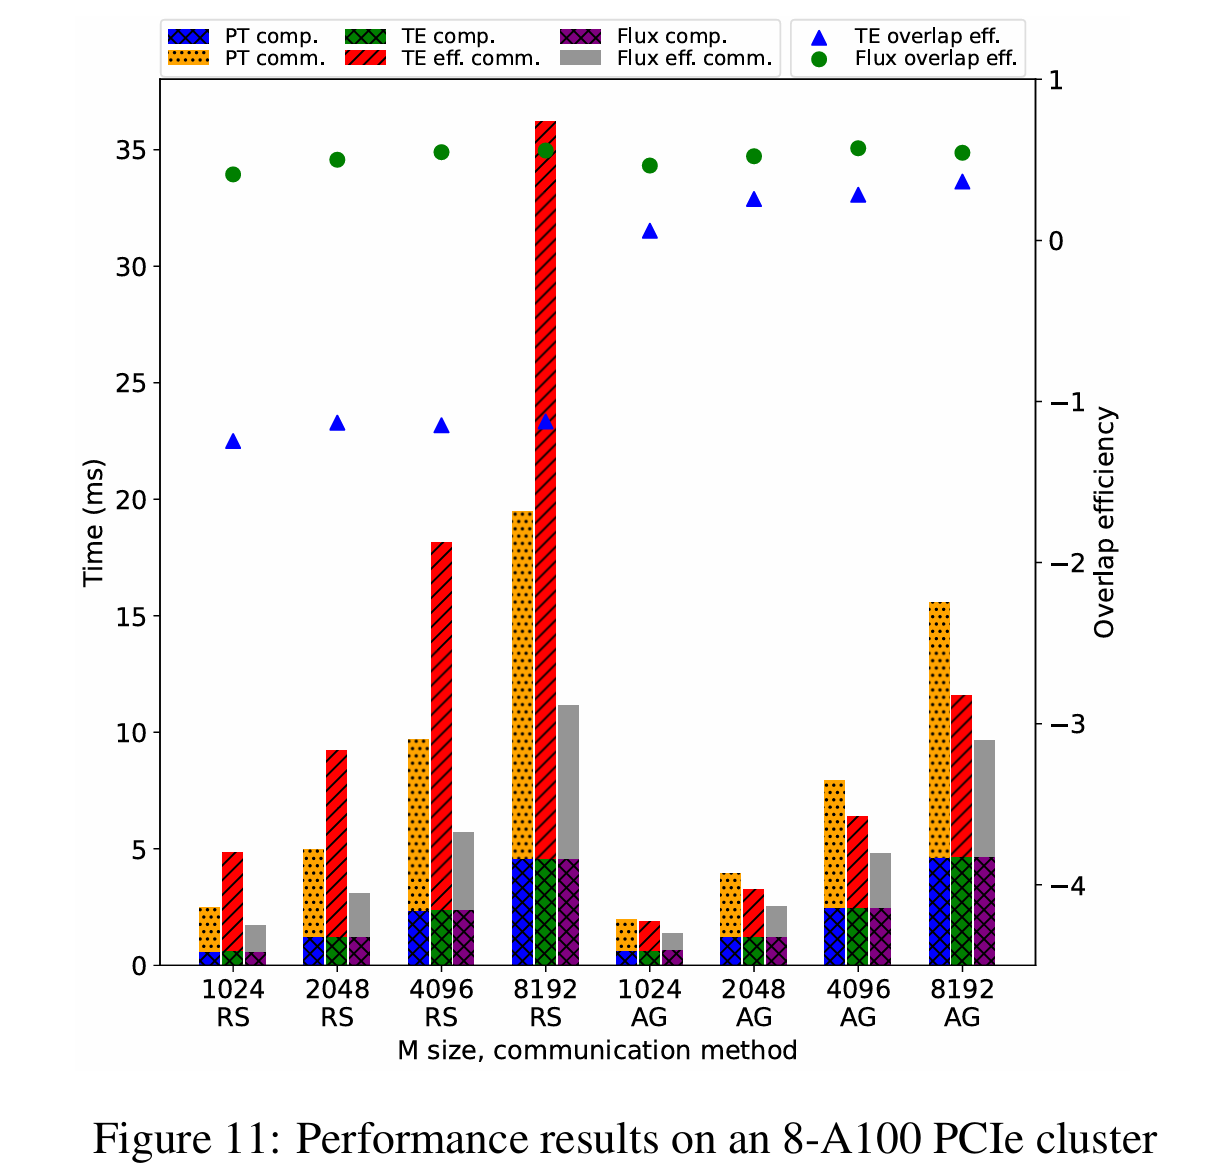 PT comp.
PT comm.
TE comp.
TE eff. comm.
Flux comp.
Flux eff. comm.
TE overlap eff.
Flux overlap eff.
35
30
25
20
15
10
5
0
Time (ms)
1
0
−1
−2
−3
−4
Overlap efficiency
1024 2048 4096 8192 1024 2048 4096 8192
RS RS RS RS AG AG AG AG
M size, communication method
Figure 11: Performance results on an 8-A100 PCIe cluster